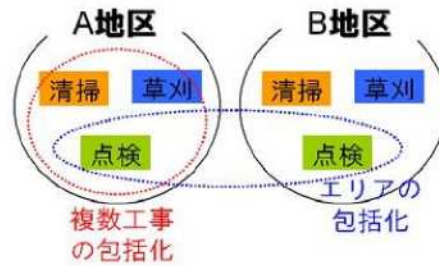 A地区 B地区
清掃 草刈 清掃 草刈
点検 点検
複数工事
の包括化
エリアの
包括化